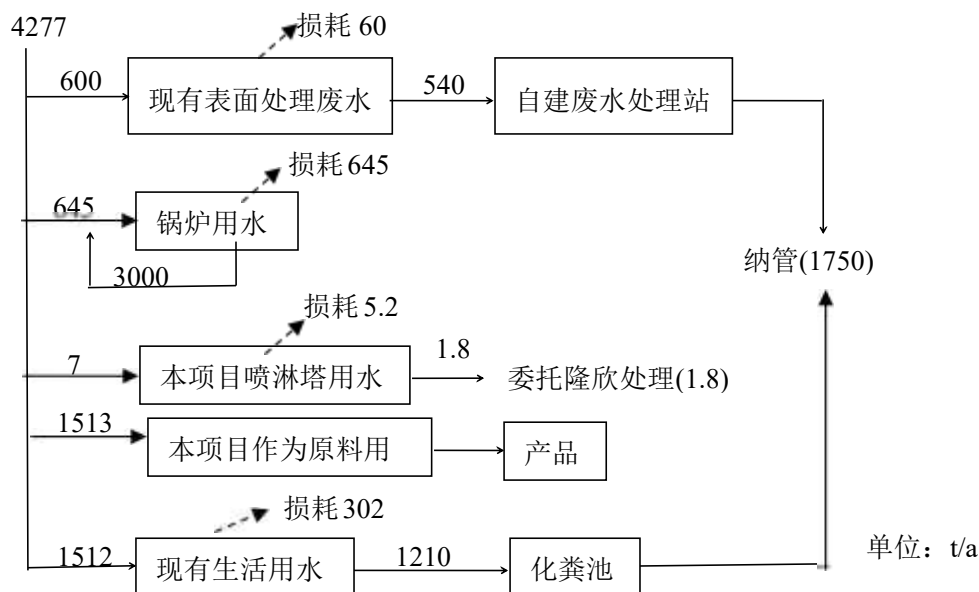 4277
损耗 60
600
现有表面处理废水
540
自建废水处理站
损耗 645
645
锅炉用水
3000
纳管(1750)
损耗 5.2
7
本项目喷淋塔用水
1.8
委托隆欣处理(1.8)
1513
本项目作为原料用
产品
损耗 302
1512
现有生活用水
1210
化粪池
单位：t/a